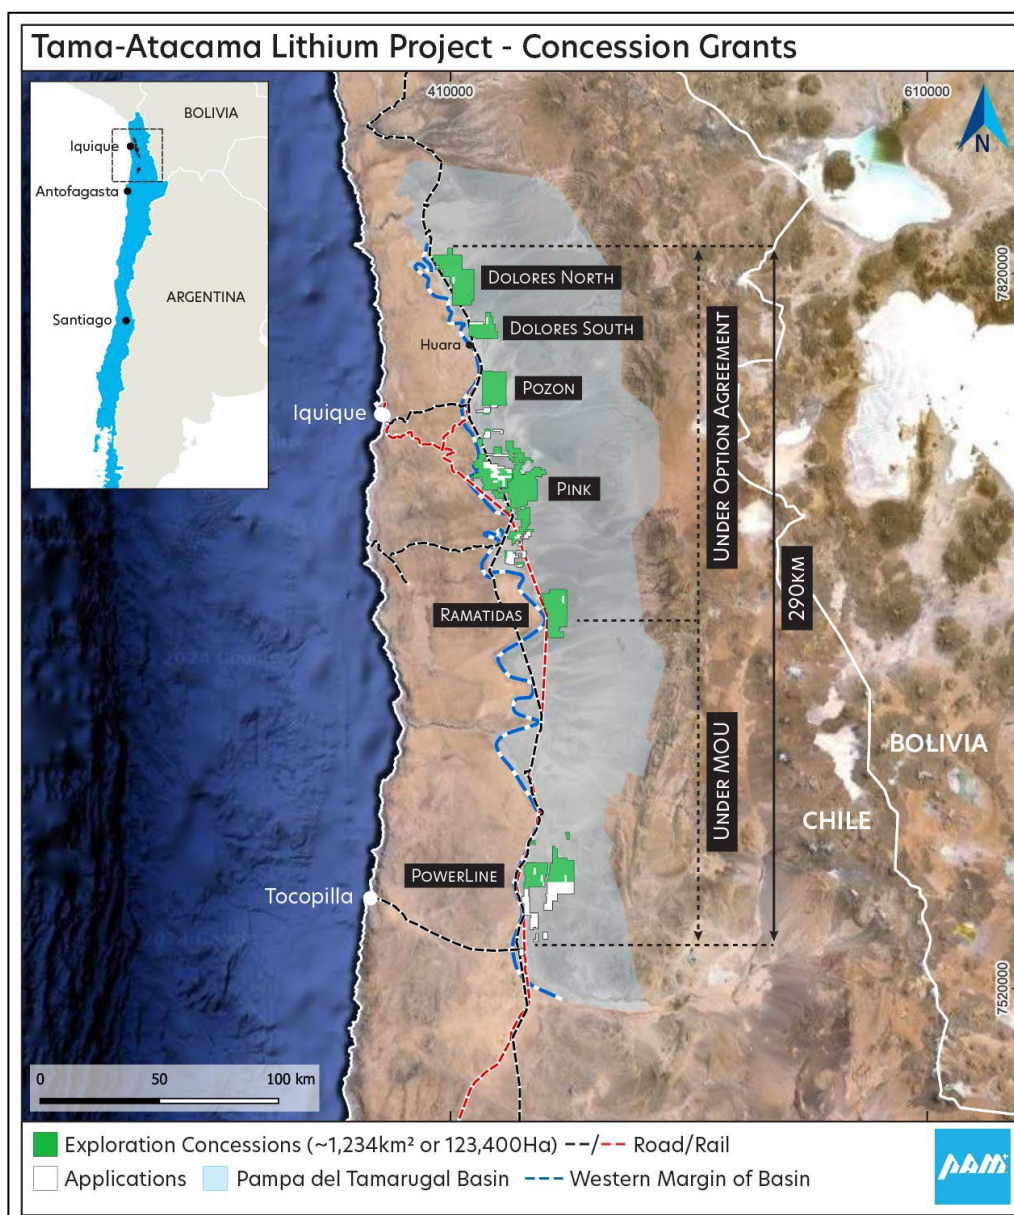 Tama-Atacama Lithium Project - Concession Grants
410000
610000
BOLIVIA
Iquique
Antofagasta
ARGENTINA
Santiago
N
7820000
DOLORES NORTH
DOLORES SOUTH
Huara
POZON
Iquique
PINK
UNDER OPTION AGREEMENT
290KM
RAMATIDAS
UNDER MOU
BOLIVIA
CHILE
POWERLINE
Tocopilla
7520000
0 50 100 km
Exploration Concessions (~1,234km² or 123,400Ha) / Road/Rail
Applications Pampa del Tamarugal Basin Western Margin of Basin
PAM